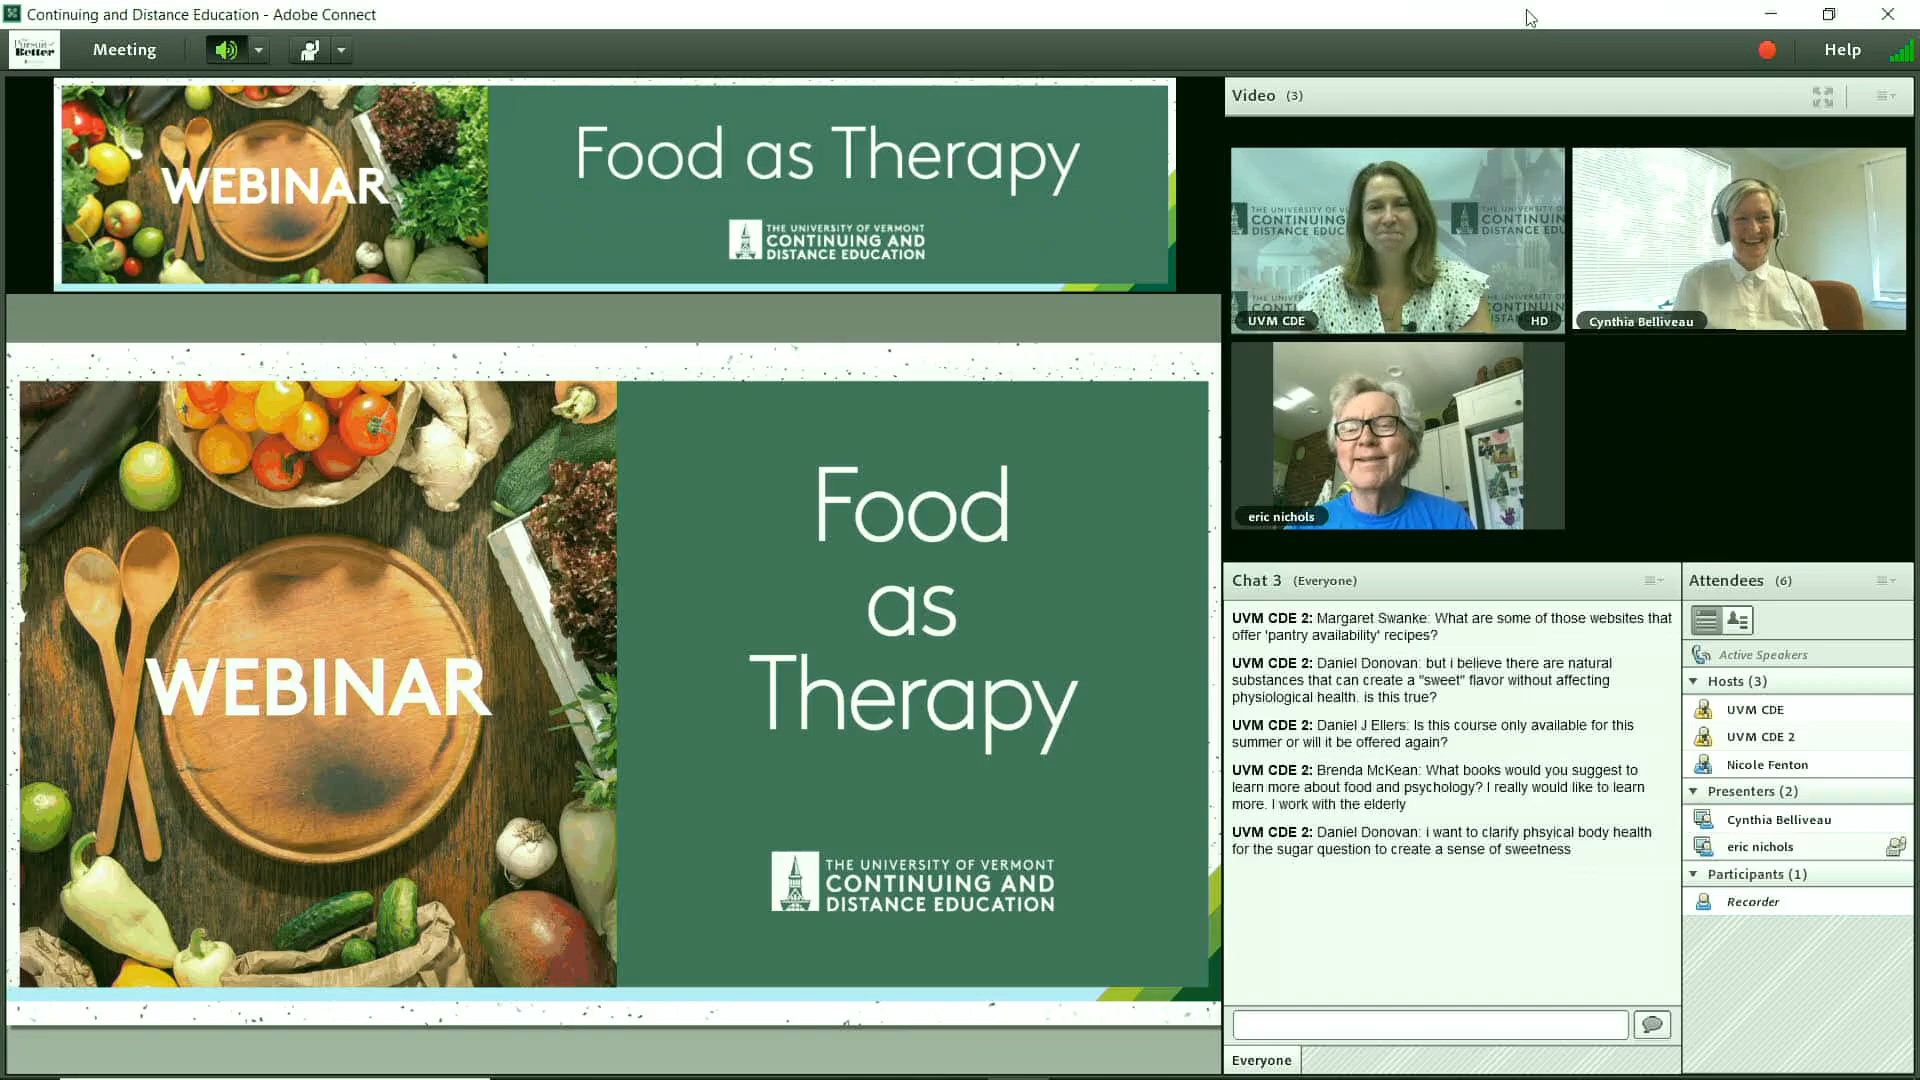 Continuing and Distance Education - Adobe Connect
Pursuit of
Better
Meeting
Help
WEBINAR
Food as Therapy
THE UNIVERSITY OF VERMONT
CONTINUING AND
DISTANCE EDUCATION
WEBINAR
Food
as
Therapy
THE UNIVERSITY OF VERMONT
CONTINUING AND
DISTANCE EDUCATION
Video (3)
THE UNIVERSITY OF
CONTINUING
DISTANCE EDUC
UVM CDE
HD
Cynthia Belliveau
eric nichols
Chat 3 (Everyone)
UVM CDE 2: Margaret Swanke: What are some of those websites that
offer 'pantry availability' recipes?
UVM CDE 2: Daniel Donovan: but i believe there are natural
substances that can create a "sweet" flavor without affecting
physiological health. is this true?
UVM CDE 2: Daniel J Ellers: Is this course only available for this
summer or will it be offered again?
UVM CDE 2: Brenda McKean: What books would you suggest to
learn more about food and psychology? I really would like to learn
more. I work with the elderly
UVM CDE 2: Daniel Donovan: i want to clarify phsyical body health
for the sugar question to create a sense of sweetness
Everyone
Attendees (6)
Active Speakers
Hosts (3)
UVM CDE
UVM CDE 2
Nicole Fenton
Presenters (2)
Cynthia Belliveau
eric nichols
Participants (1)
Recorder